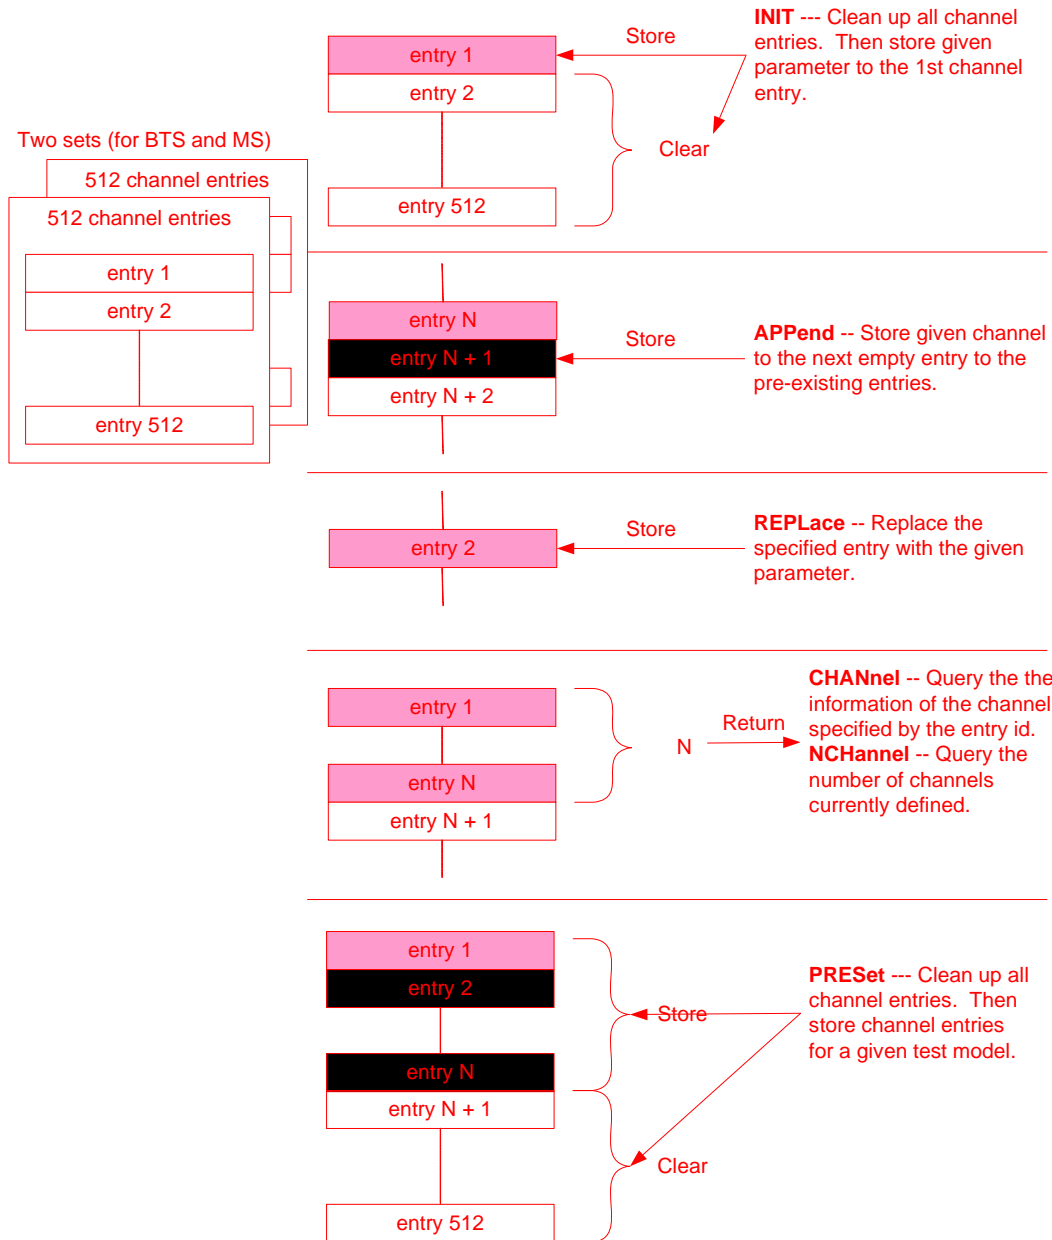 Two sets (for BTS and MS)
512 channel entries
512 channel entries
entry 1
entry 2
entry 512
entry 1
entry 2
entry 512
Store
Clear
INIT --- Clean up all channel
entries.  Then store given
parameter to the 1st channel
entry.
entry N
entry N + 1
entry N + 2
Store
APPend -- Store given channel
to the next empty entry to the
pre-existing entries.
entry 2
Store
REPLace -- Replace the
specified entry with the given
parameter.
entry 1
entry N
entry N + 1
N
Return
CHANnel -- Query the the
information of the channel
specified by the entry id.
NCHannel -- Query the
number of channels
currently defined.
entry 1
entry 2
entry N
entry N + 1
entry 512
Store
Clear
PRESet --- Clean up all
channel entries.  Then
store channel entries
for a given test model.